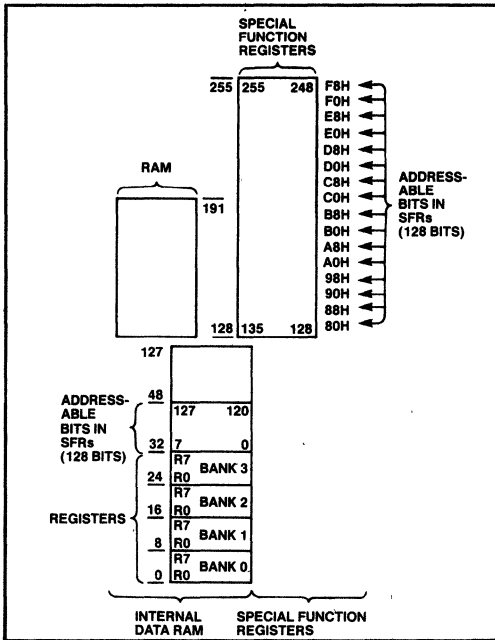 SPECIAL
FUNCTION
REGISTERS
255 255 248 F8H
F0H
E8H
E0H
D8H
D0H
RAM
C8H
C0H
191
B8H
B0H
A8H
A0H
98H
90H
88H
128 135 128 80H
ADDRESS-
ABLE
BITS IN
SFRs
(128 BITS)
127
48
127 120
ADDRESS-
ABLE
BITS IN
SFRs
(128 BITS)
32 7 0
R7
BANK 3
24 R0
R7
BANK 2
16 R0
REGISTERS
R7
BANK 1
8 R0
R7
BANK 0
0 R0
INTERNAL
DATA RAM
SPECIAL FUNCTION
REGISTERS